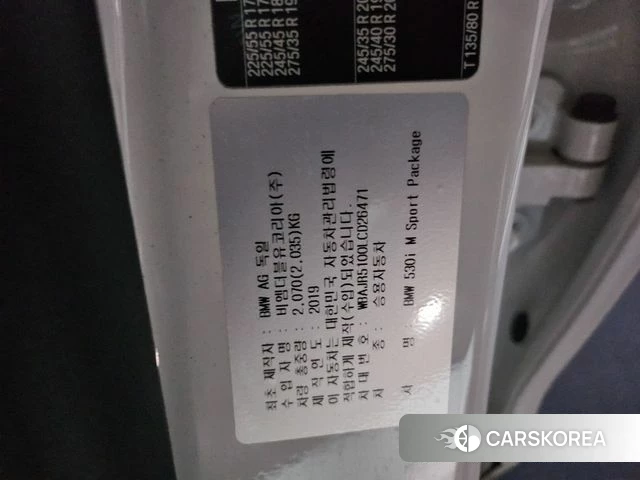 225/55 R 17
225/55 R 17
245/45 R 18
275/35 R 19
245/35 R 20
245/40 R 19
275/30 R 20
T 135/80 R
최초 제작자 : BMW AG 독일
수 입 자 명 : 비엠더블유코리아(주)
차량 총중량 : 2,070(2,035)KG
제 작 연 도 : 2019
이 자동차는 대한민국 자동차관리법령에
적합하게 제작(수입)되었습니다.
차 대 번 호 : WBAJR5100LCD26471
차 종 : 승용자동차
차 명 : BMW 530i M Sport Package
CARSKOREA